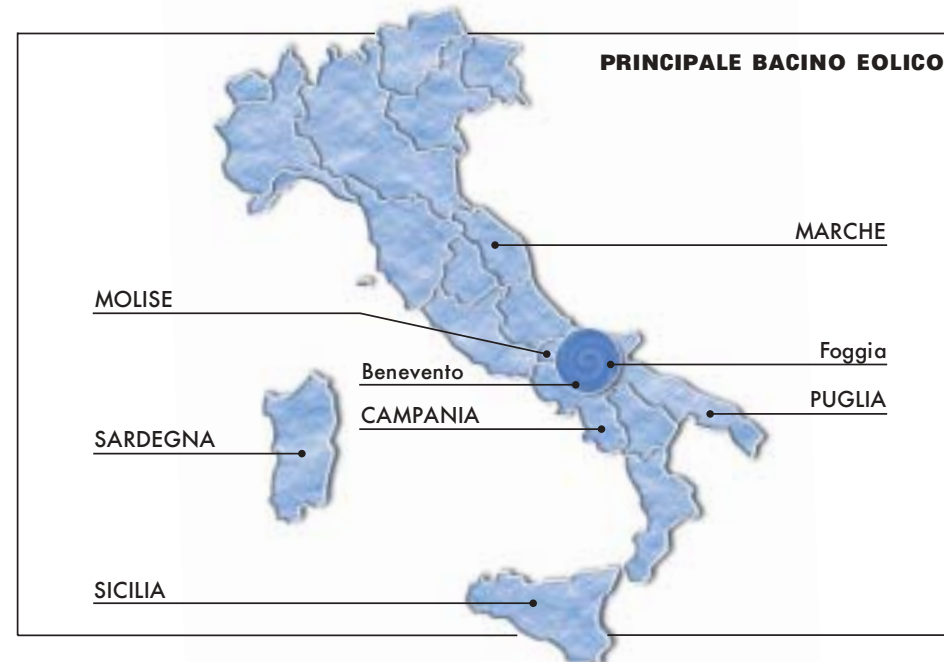 PRINCIPALE BACINO EOLICO
MARCHE
MOLISE
Foggia
Benevento
PUGLIA
CAMPANIA
SARDEGNA
SICILIA